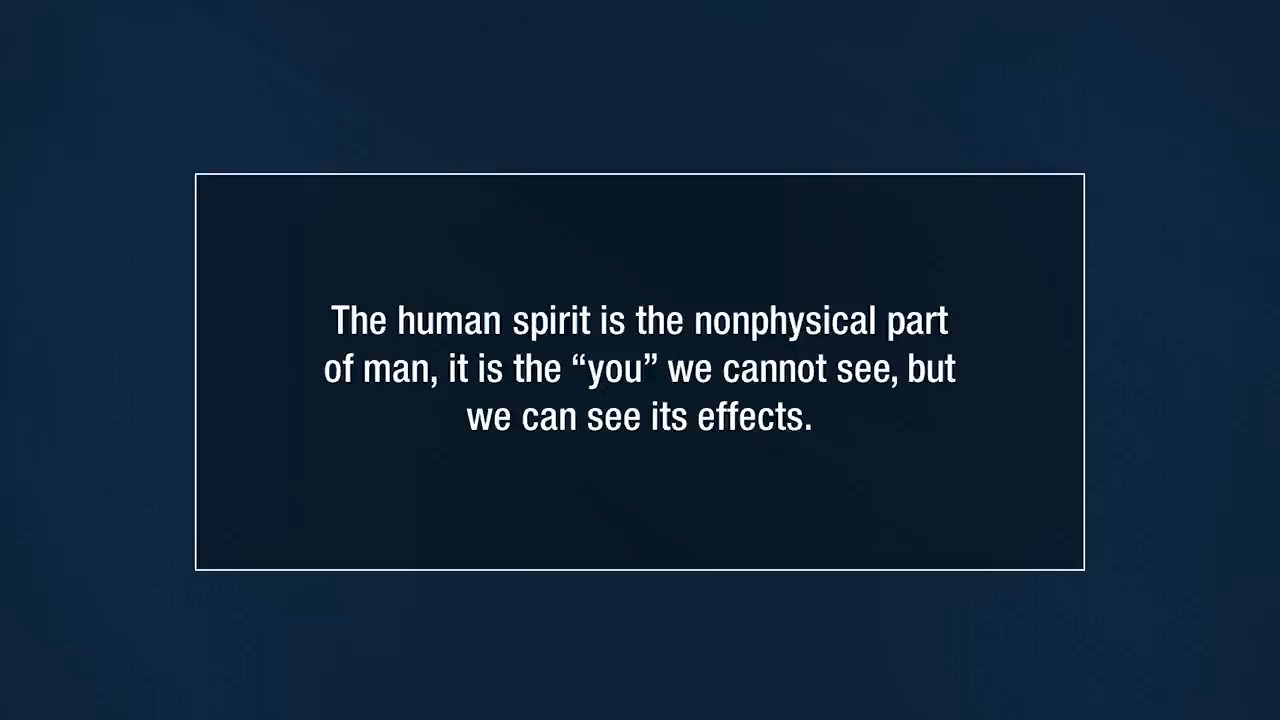 The human spirit is the nonphysical part
of man, it is the “you” we cannot see, but
we can see its effects.